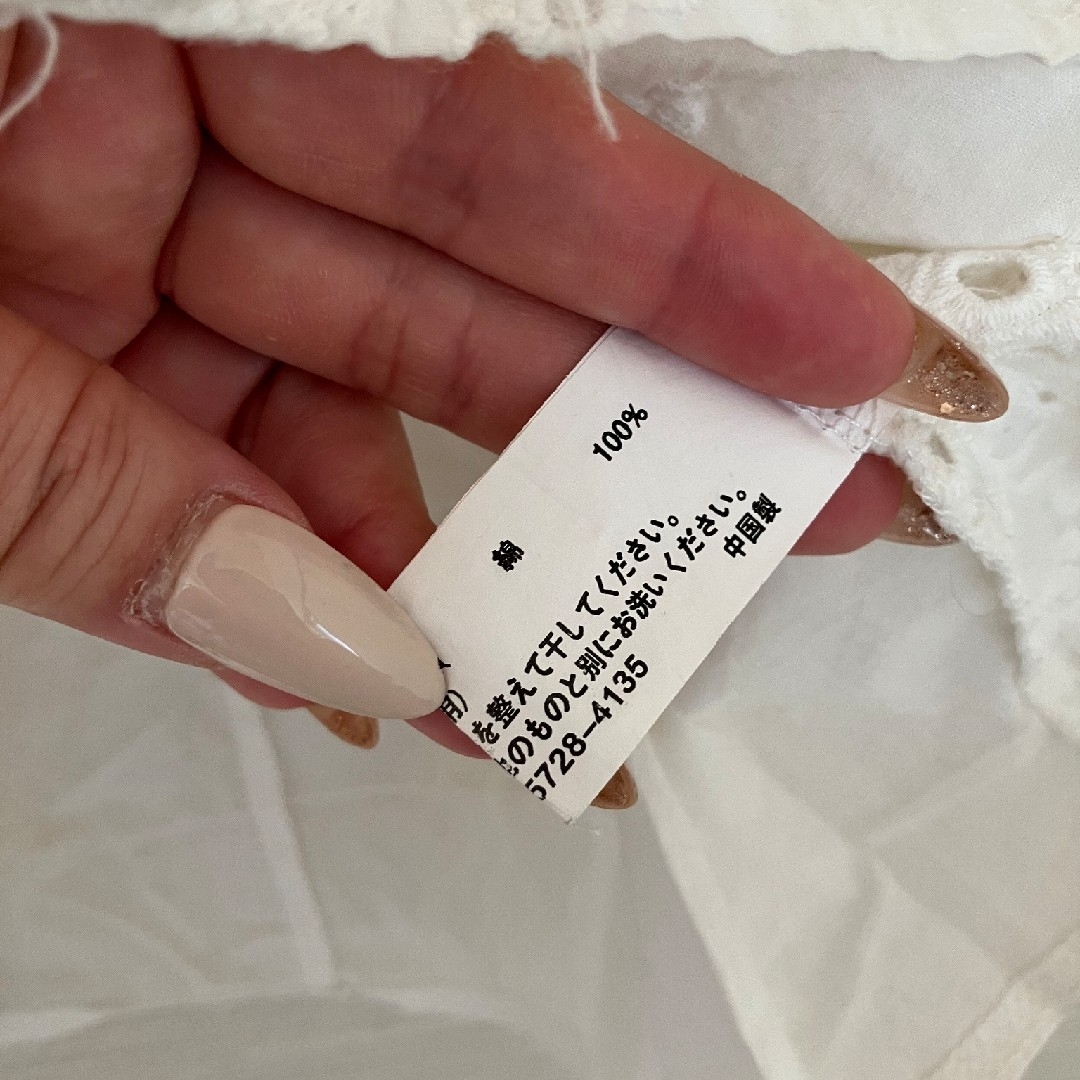 綿 100%
用)
を整えて干してください。
のものと別にお洗いください。
5728-4135 中国製